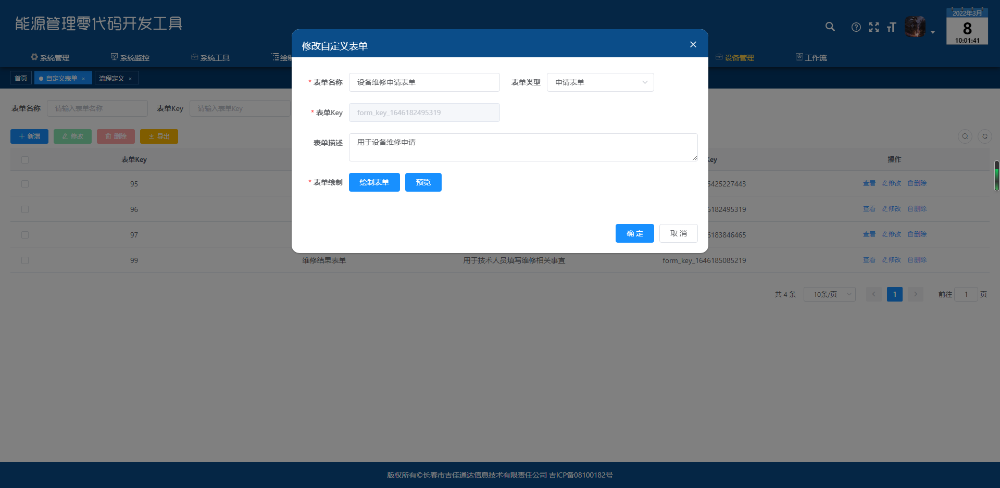 能源管理零代码开发工具
2022年3月
8
10:01:41
系统管理
系统监控
系统工具
设备管理
工作流
首页
自定义表单 ×
流程定义 ×
表单名称 请输入表单名称 表单Key 请输入表单Key
新增 修改 删除 导出
表单Key 操作
95 查看 修改 删除
96 查看 修改 删除
97 查看 修改 删除
99 维修结果表单 用于技术人员填写维修相关事宜 form_key_1646185085219 查看 修改 删除
共 4 条 10条/页 1 前往 1 页
修改自定义表单
* 表单名称 设备维修申请表单 表单类型 申请表单
* 表单Key form_key_1646182495319
表单描述 用于设备维修申请
* 表单绘制 绘制表单 预览
确 定 取 消
版权所有©长春市吉佳通达信息技术有限责任公司 吉ICP备08100182号